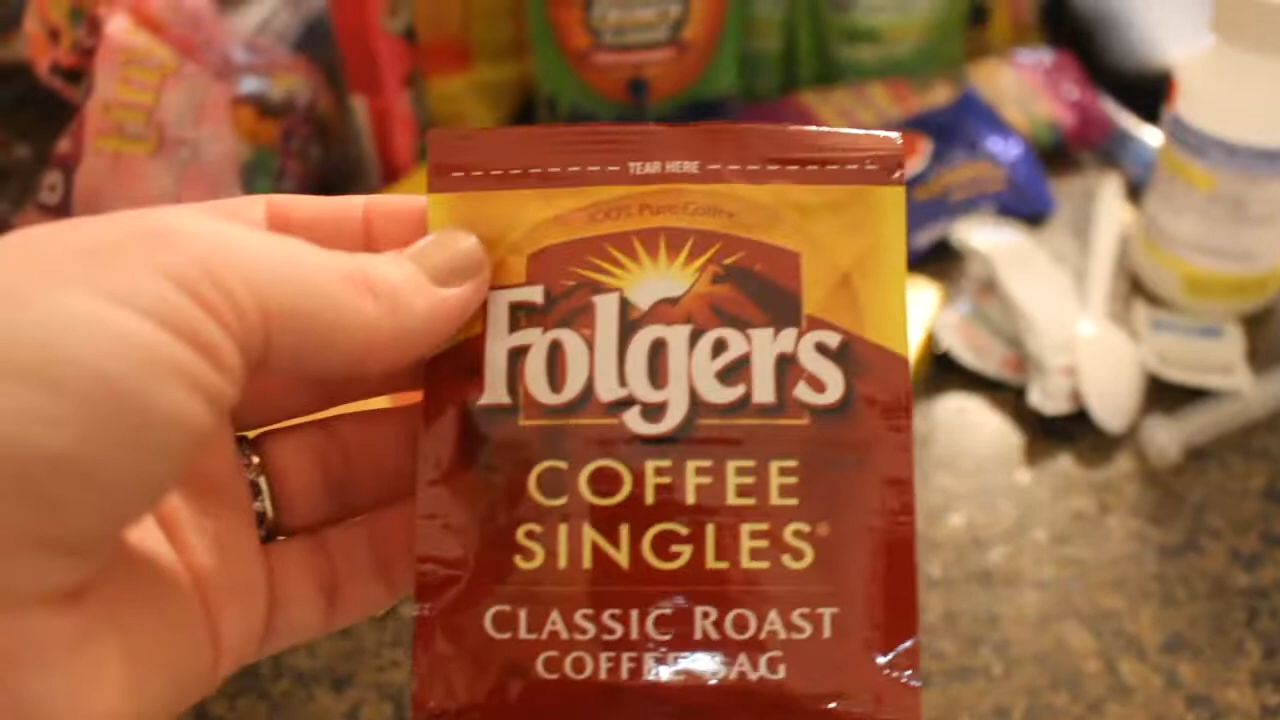 TEAR HERE
100% Pure Coffee
Folgers
COFFEE
SINGLES®
CLASSIC ROAST
COFFEE BAG